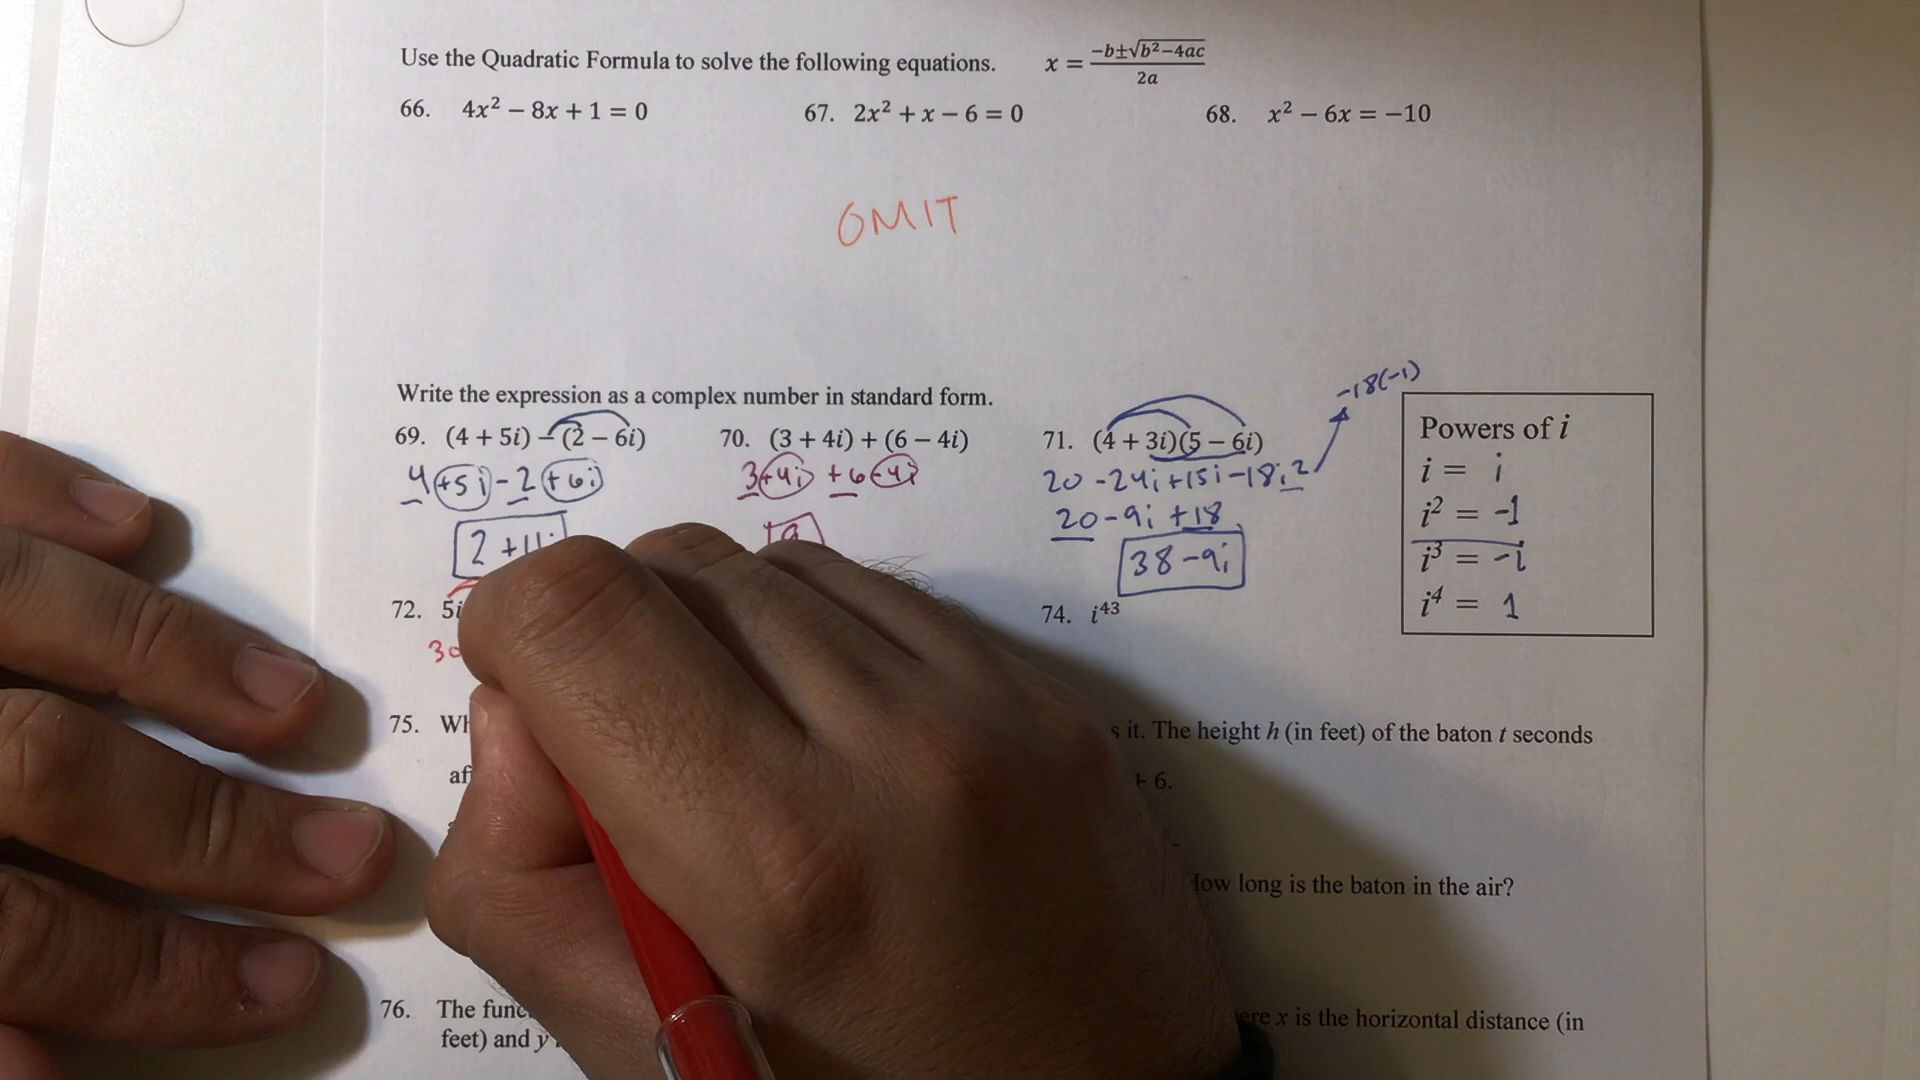 Use the Quadratic Formula to solve the following equations. x = −b±√b²−4ac / 2a
66. 4x² − 8x + 1 = 0 67. 2x² + x − 6 = 0 68. x² − 6x = −10
OMIT
Write the expression as a complex number in standard form.
-18(-1)
69. (4 + 5i) − (2 − 6i) 70. (3 + 4i) + (6 − 4i) 71. (4 + 3i)(5 − 6i)
4+5i-2+6i 3+4i+6-4i 20-24i+15i-18i²
20-9i+18
2+11i 9 38-9i
Powers of i
i = i
i² = -1
i³ = -i
i⁴ = 1
72. 5i 74. i⁴³
30
75. it. The height h (in feet) of the baton t seconds
+ 6.
How long is the baton in the air?
76. The x is the horizontal distance (in
feet) and y